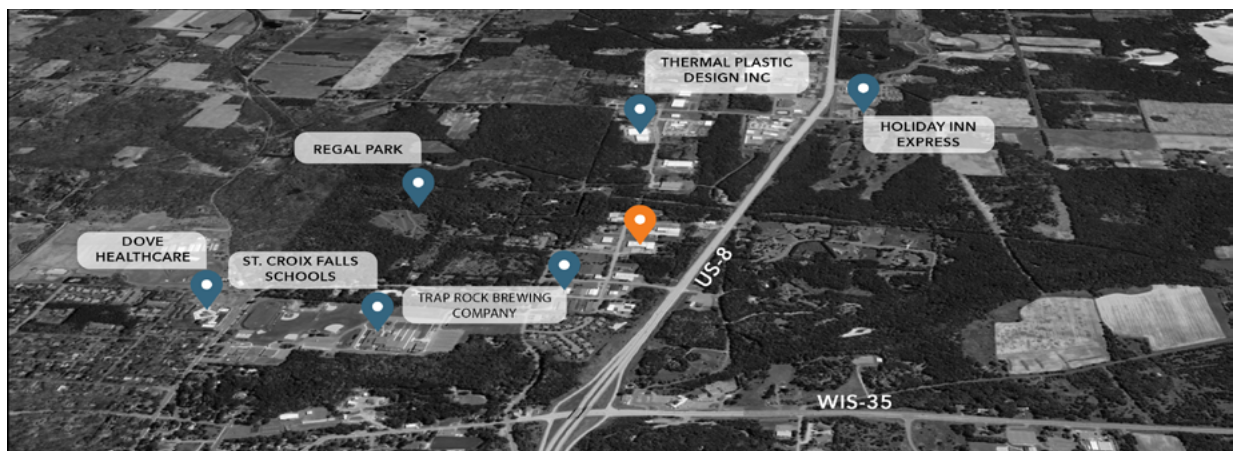 THERMAL PLASTIC
DESIGN INC
HOLIDAY INN
EXPRESS
REGAL PARK
DOVE
HEALTHCARE
ST. CROIX FALLS
SCHOOLS
TRAP ROCK BREWING
COMPANY
US-8
WIS-35